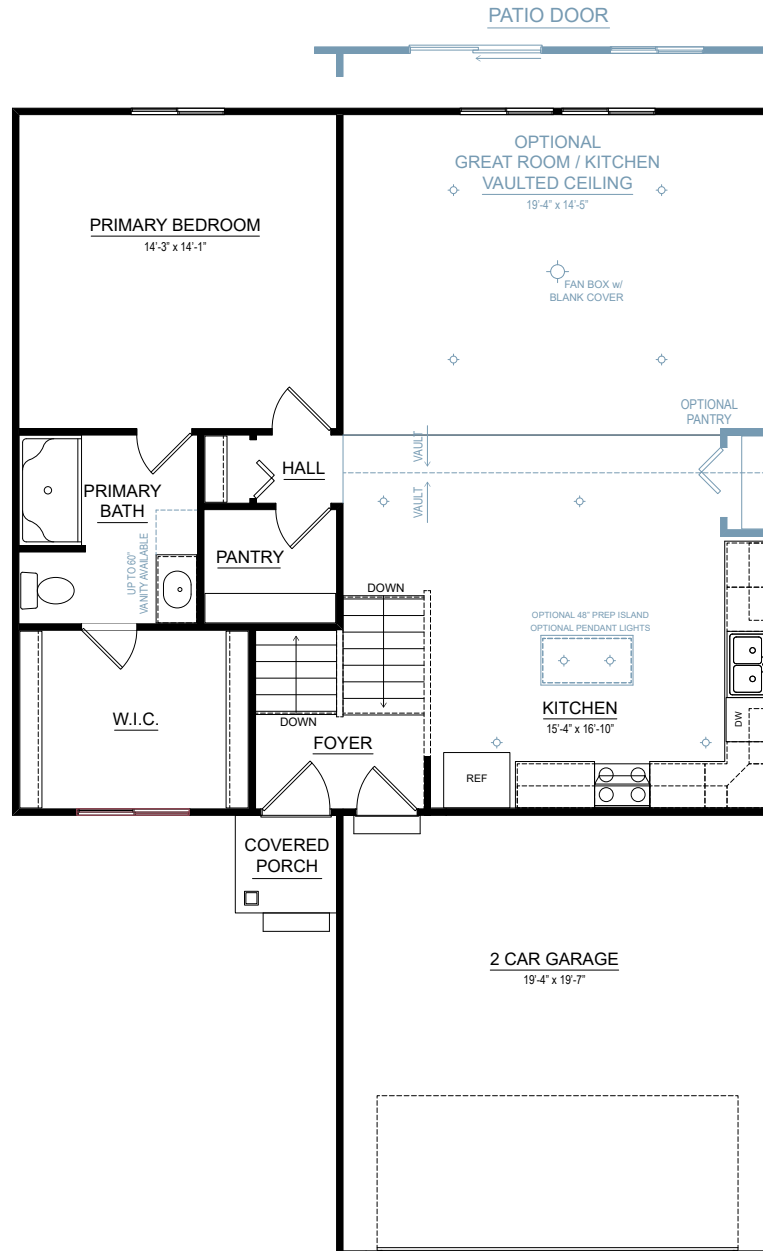 PATIO DOOR
OPTIONAL
GREAT ROOM / KITCHEN
VAULTED CEILING
19'-4" x 14'-5"
PRIMARY BEDROOM
14'-3" x 14'-1"
FAN BOX w/
BLANK COVER
OPTIONAL
PANTRY
VAULT
VAULT
HALL
PRIMARY
BATH
UP TO 60"
VANITY AVAILABLE
PANTRY
DOWN
OPTIONAL 48" PREP ISLAND
OPTIONAL PENDANT LIGHTS
KITCHEN
15'-4" x 16'-10"
DW
W.I.C.
DOWN
FOYER
REF
COVERED
PORCH
2 CAR GARAGE
19'-4" x 19'-7"